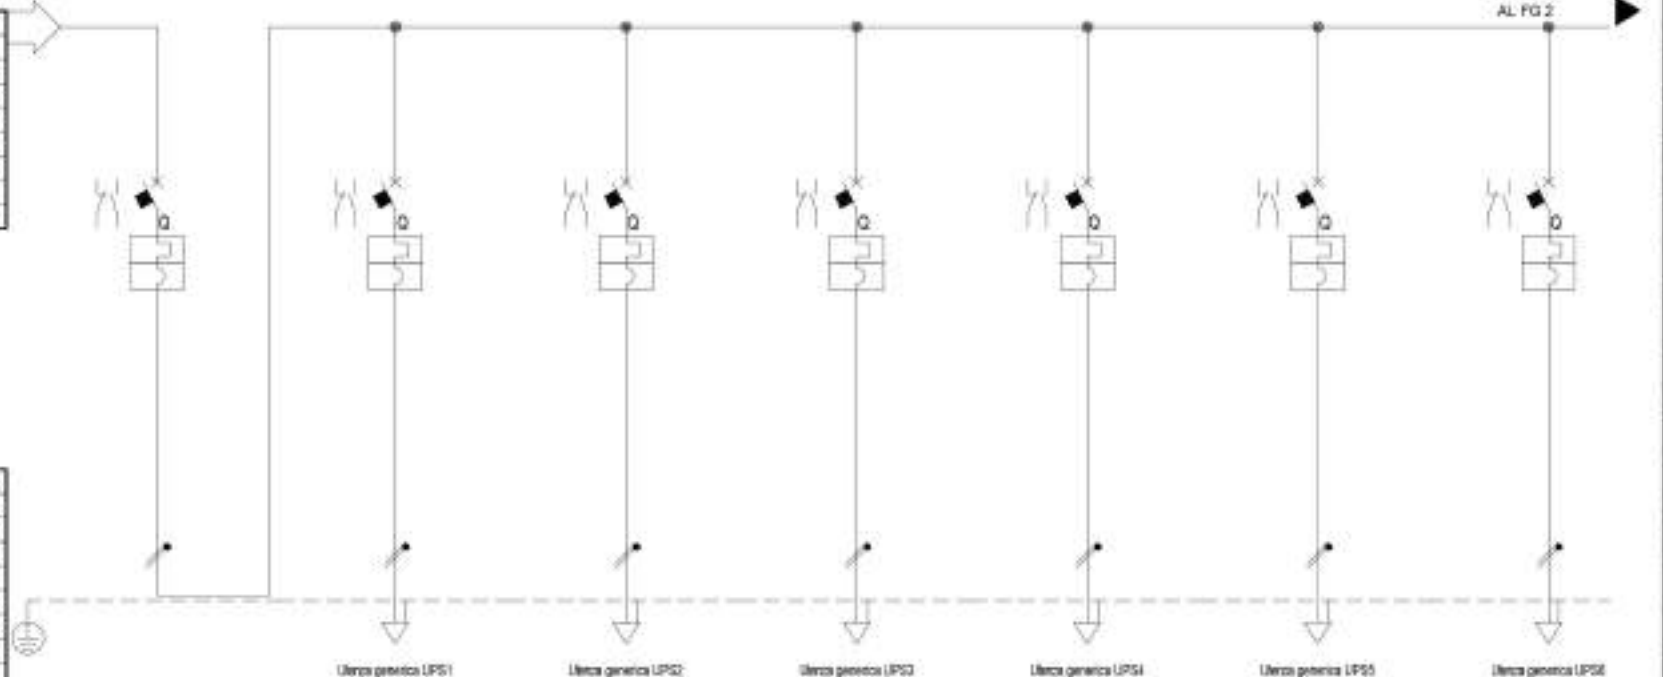 AL FG 2
Q Q Q Q Q Q Q
Utenza generica UPS1 Utenza generica UPS2 Utenza generica UPS3 Utenza generica UPS4 Utenza generica UPS5 Utenza generica UPS6